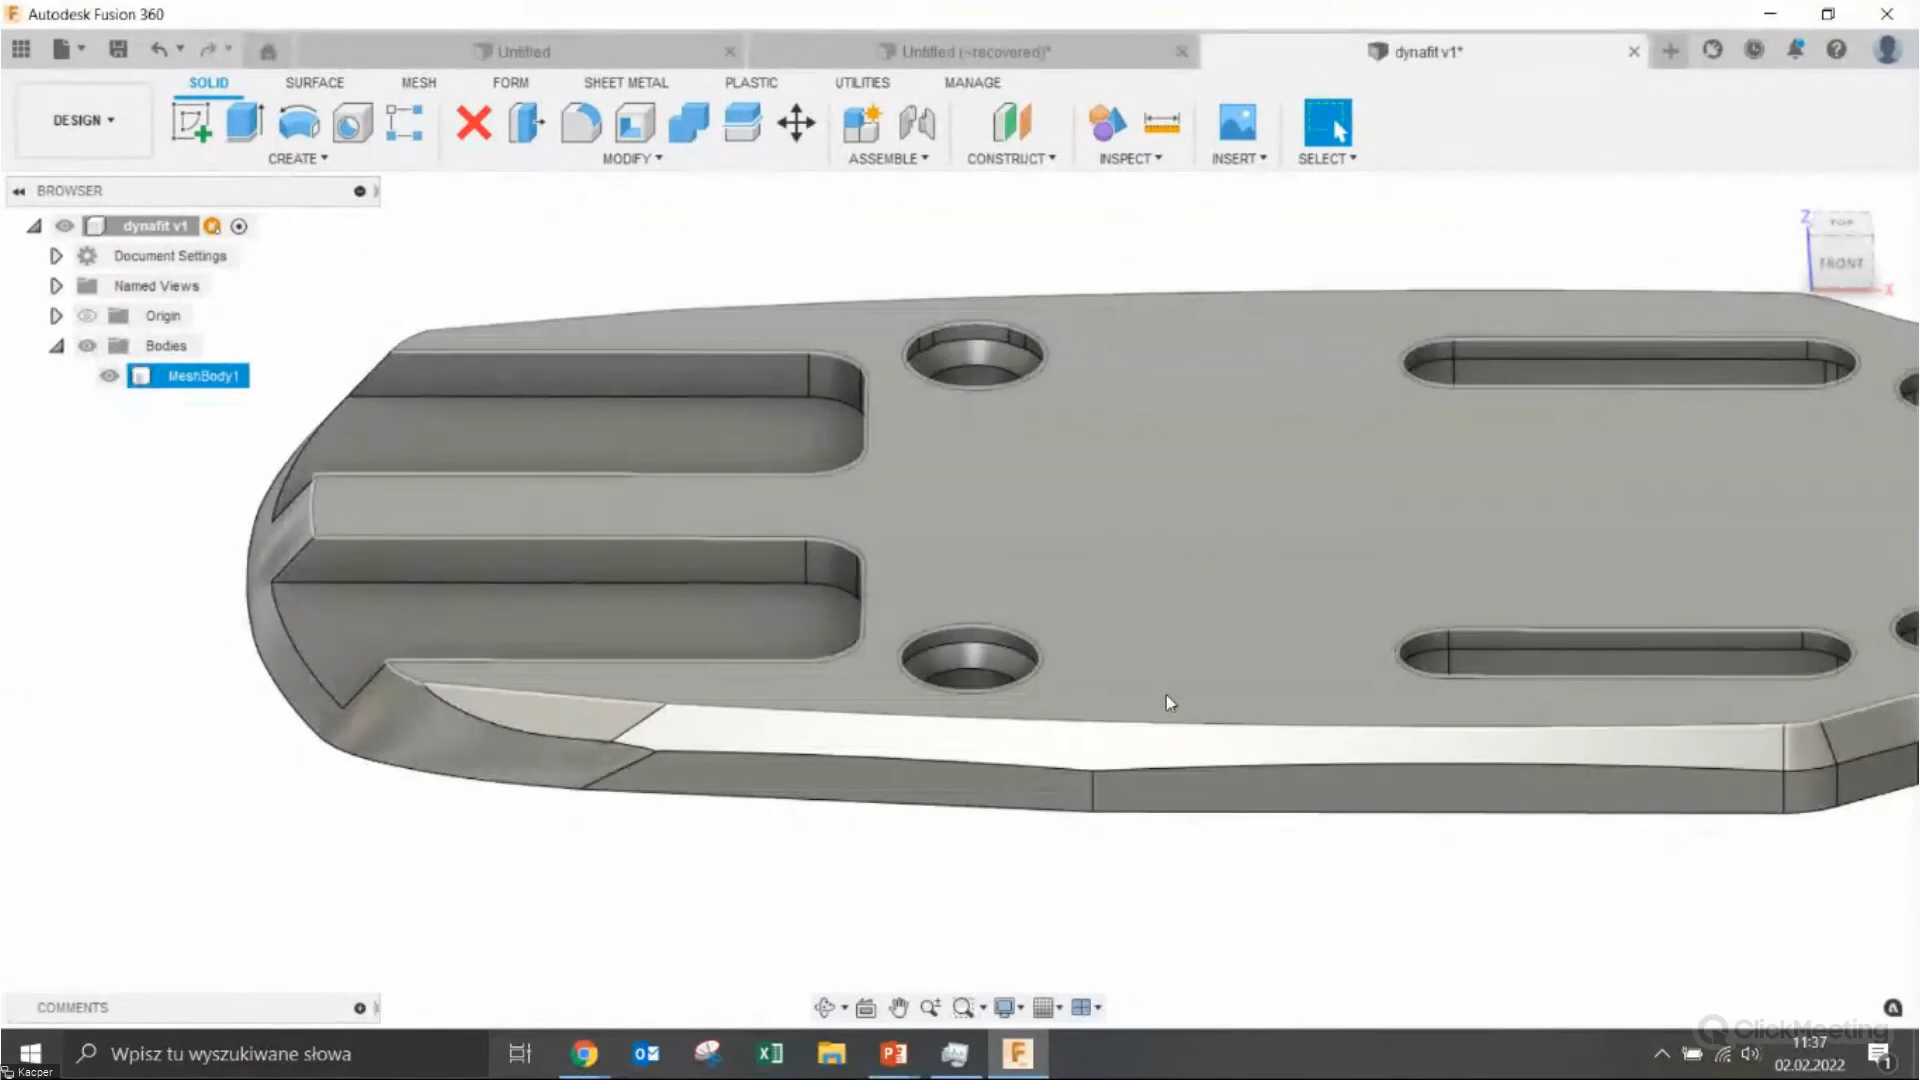 Autodesk Fusion 360
Untitled
Untitled (~recovered)*
dynafit v1*
SOLID
SURFACE
MESH
FORM
SHEET METAL
PLASTIC
UTILITIES
MANAGE
DESIGN
CREATE
MODIFY
ASSEMBLE
CONSTRUCT
INSPECT
INSERT
SELECT
BROWSER
dynafit v1
Document Settings
Named Views
Origin
Bodies
MeshBody1
Z
TOP
FRONT
X
COMMENTS
ClickMeeting
Wpisz tu wyszukiwane słowa
11:37
02.02.2022
1
Kacper